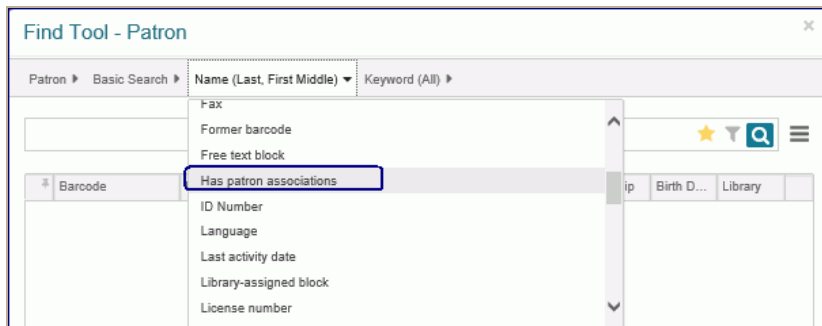 Find Tool - Patron
Patron Basic Search Name (Last, First Middle) Keyword (All)
Fax
Former barcode
Free text block
Barcode Has patron associations ip Birth D... Library
ID Number
Language
Last activity date
Library-assigned block
License number